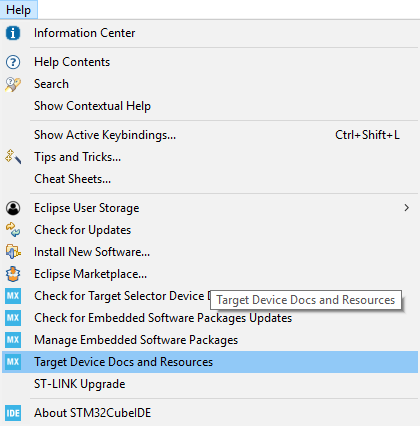 Help
Information Center
Help Contents
Search
Show Contextual Help
Show Active Keybindings... Ctrl+Shift+L
Tips and Tricks...
Cheat Sheets...
Eclipse User Storage
Check for Updates
Install New Software...
Eclipse Marketplace...
MX Check for Target Selector Device
Target Device Docs and Resources
MX Check for Embedded Software Packages Updates
MX Manage Embedded Software Packages
MX Target Device Docs and Resources
ST-LINK Upgrade
IDE About STM32CubeIDE